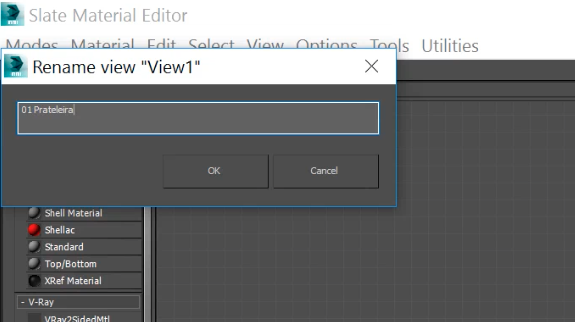 Slate Material Editor
Modes Material Edit Select View Options Tools Utilities
Rename view "View1"
01 Prateleira
OK Cancel
Shell Material
Shellac
Standard
Top/Bottom
XRef Material
- V-Ray
VRay2SidedMtl